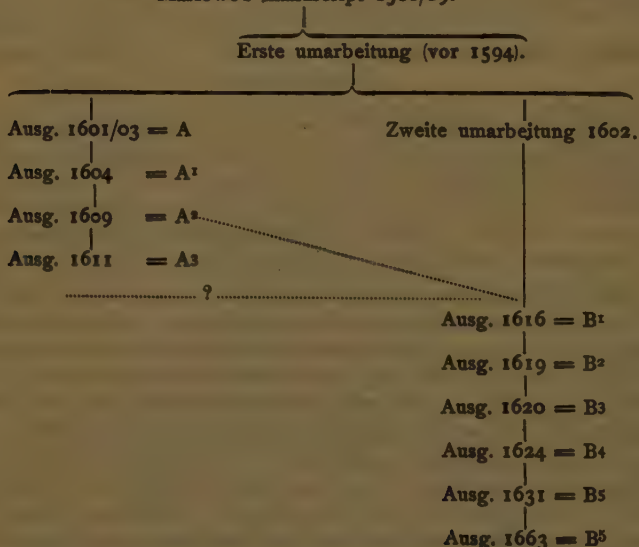 Erste umarbeitung (vor 1594).
Ausg. 1601/03 = A
Zweite umarbeitung 1602.
Ausg. 1604 = A¹
Ausg. 1609 = A²
Ausg. 1611 = A³
?
Ausg. 1616 = B¹
Ausg. 1619 = B²
Ausg. 1620 = B³
Ausg. 1624 = B⁴
Ausg. 1631 = B⁵
Ausg. 1663 = B⁵